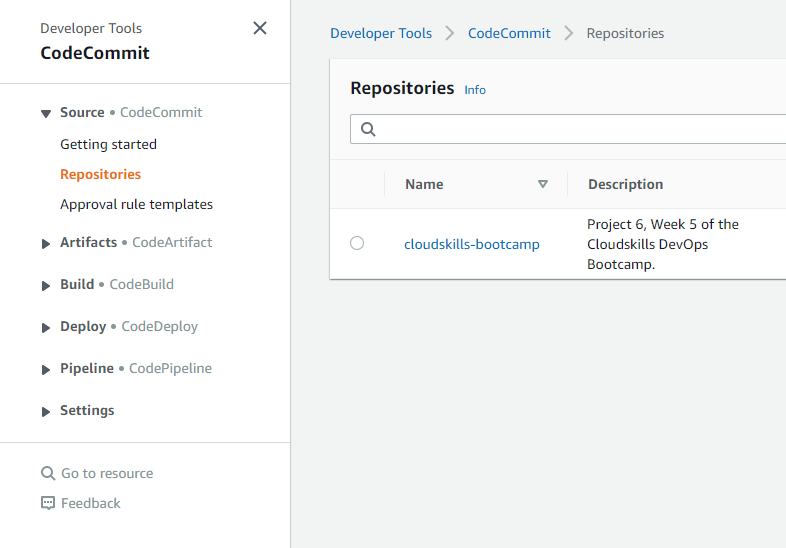 Developer Tools
CodeCommit
Source • CodeCommit
Getting started
Repositories
Approval rule templates
Artifacts • CodeArtifact
Build • CodeBuild
Deploy • CodeDeploy
Pipeline • CodePipeline
Settings
Go to resource
Feedback
Developer Tools > CodeCommit > Repositories
Repositories Info
Name Description
cloudskills-bootcamp
Project 6, Week 5 of the
Cloudskills DevOps
Bootcamp.